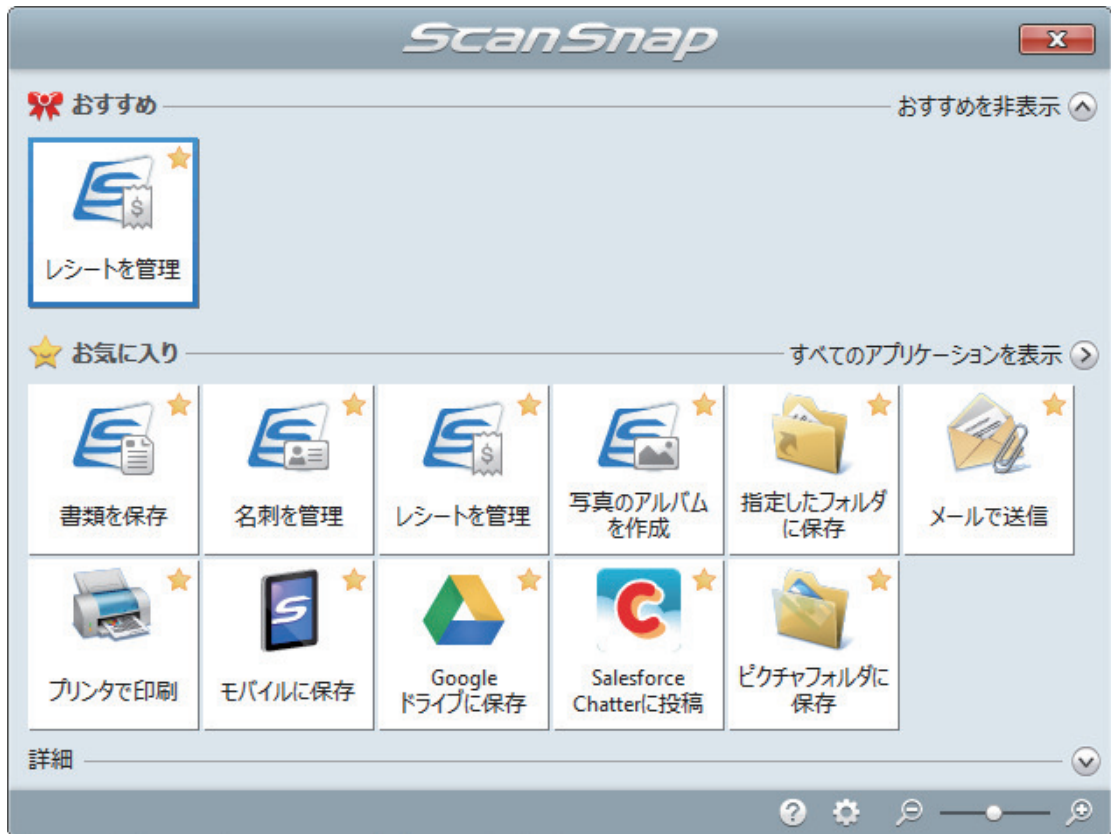 ScanSnap
おすすめ
おすすめを非表示
レシートを管理
お気に入り
すべてのアプリケーションを表示
書類を保存
名刺を管理
レシートを管理
写真のアルバム
を作成
指定したフォルダ
に保存
メールで送信
プリンタで印刷
モバイルに保存
Google
ドライブに保存
Salesforce
Chatterに投稿
ピクチャフォルダに
保存
詳細